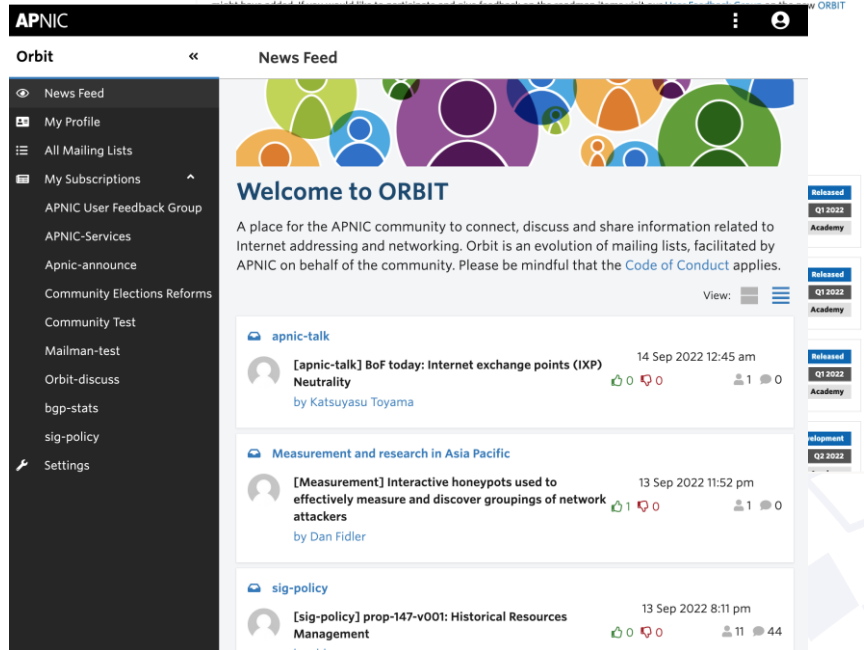 APNIC
ORBIT
Orbit
«
News Feed
News Feed
My Profile
All Mailing Lists
My Subscriptions
APNIC User Feedback Group
APNIC-Services
Apnic-announce
Community Elections Reforms
Community Test
Mailman-test
Orbit-discuss
bgp-stats
sig-policy
Settings
Welcome to ORBIT
A place for the APNIC community to connect, discuss and share information related to
Internet addressing and networking. Orbit is an evolution of mailing lists, facilitated by
APNIC on behalf of the community. Please be mindful that the Code of Conduct applies.
View:
apnic-talk
[apnic-talk] BoF today: Internet exchange points (IXP)
Neutrality
by Katsuyasu Toyama
14 Sep 2022 12:45 am
0 0 1 0
Measurement and research in Asia Pacific
[Measurement] Interactive honeypots used to
effectively measure and discover groupings of network
attackers
by Dan Fidler
13 Sep 2022 11:52 pm
1 0 1 0
sig-policy
[sig-policy] prop-147-v001: Historical Resources
Management
13 Sep 2022 8:11 pm
0 0 11 44
Released
Q1 2022
Academy
Released
Q1 2022
Academy
Released
Q1 2022
Academy
elopment
Q2 2022